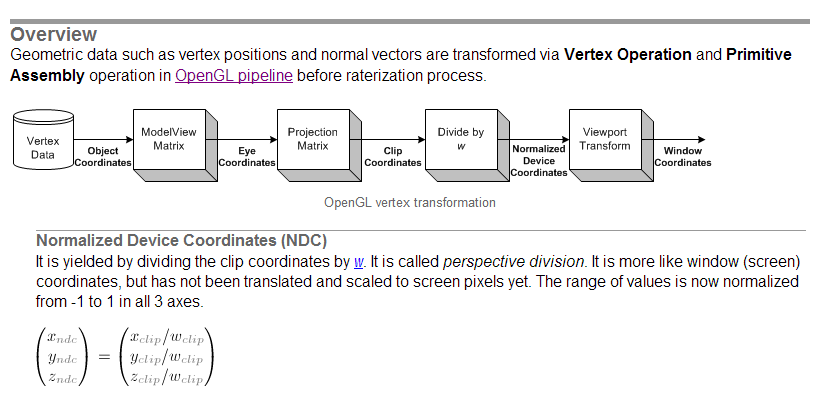 Overview
Geometric data such as vertex positions and normal vectors are transformed via Vertex Operation and Primitive
Assembly operation in OpenGL pipeline before raterization process.
Vertex
Data
Object
Coordinates
ModelView
Matrix
Eye
Coordinates
Projection
Matrix
Clip
Coordinates
Divide by
w
Normalized
Device
Coordinates
Viewport
Transform
Window
Coordinates
OpenGL vertex transformation
Normalized Device Coordinates (NDC)
It is yielded by dividing the clip coordinates by w. It is called perspective division. It is more like window (screen)
coordinates, but has not been translated and scaled to screen pixels yet. The range of values is now normalized
from -1 to 1 in all 3 axes.
(x_ndc) = (x_clip/w_clip)
(y_ndc) = (y_clip/w_clip)
(z_ndc) = (z_clip/w_clip)